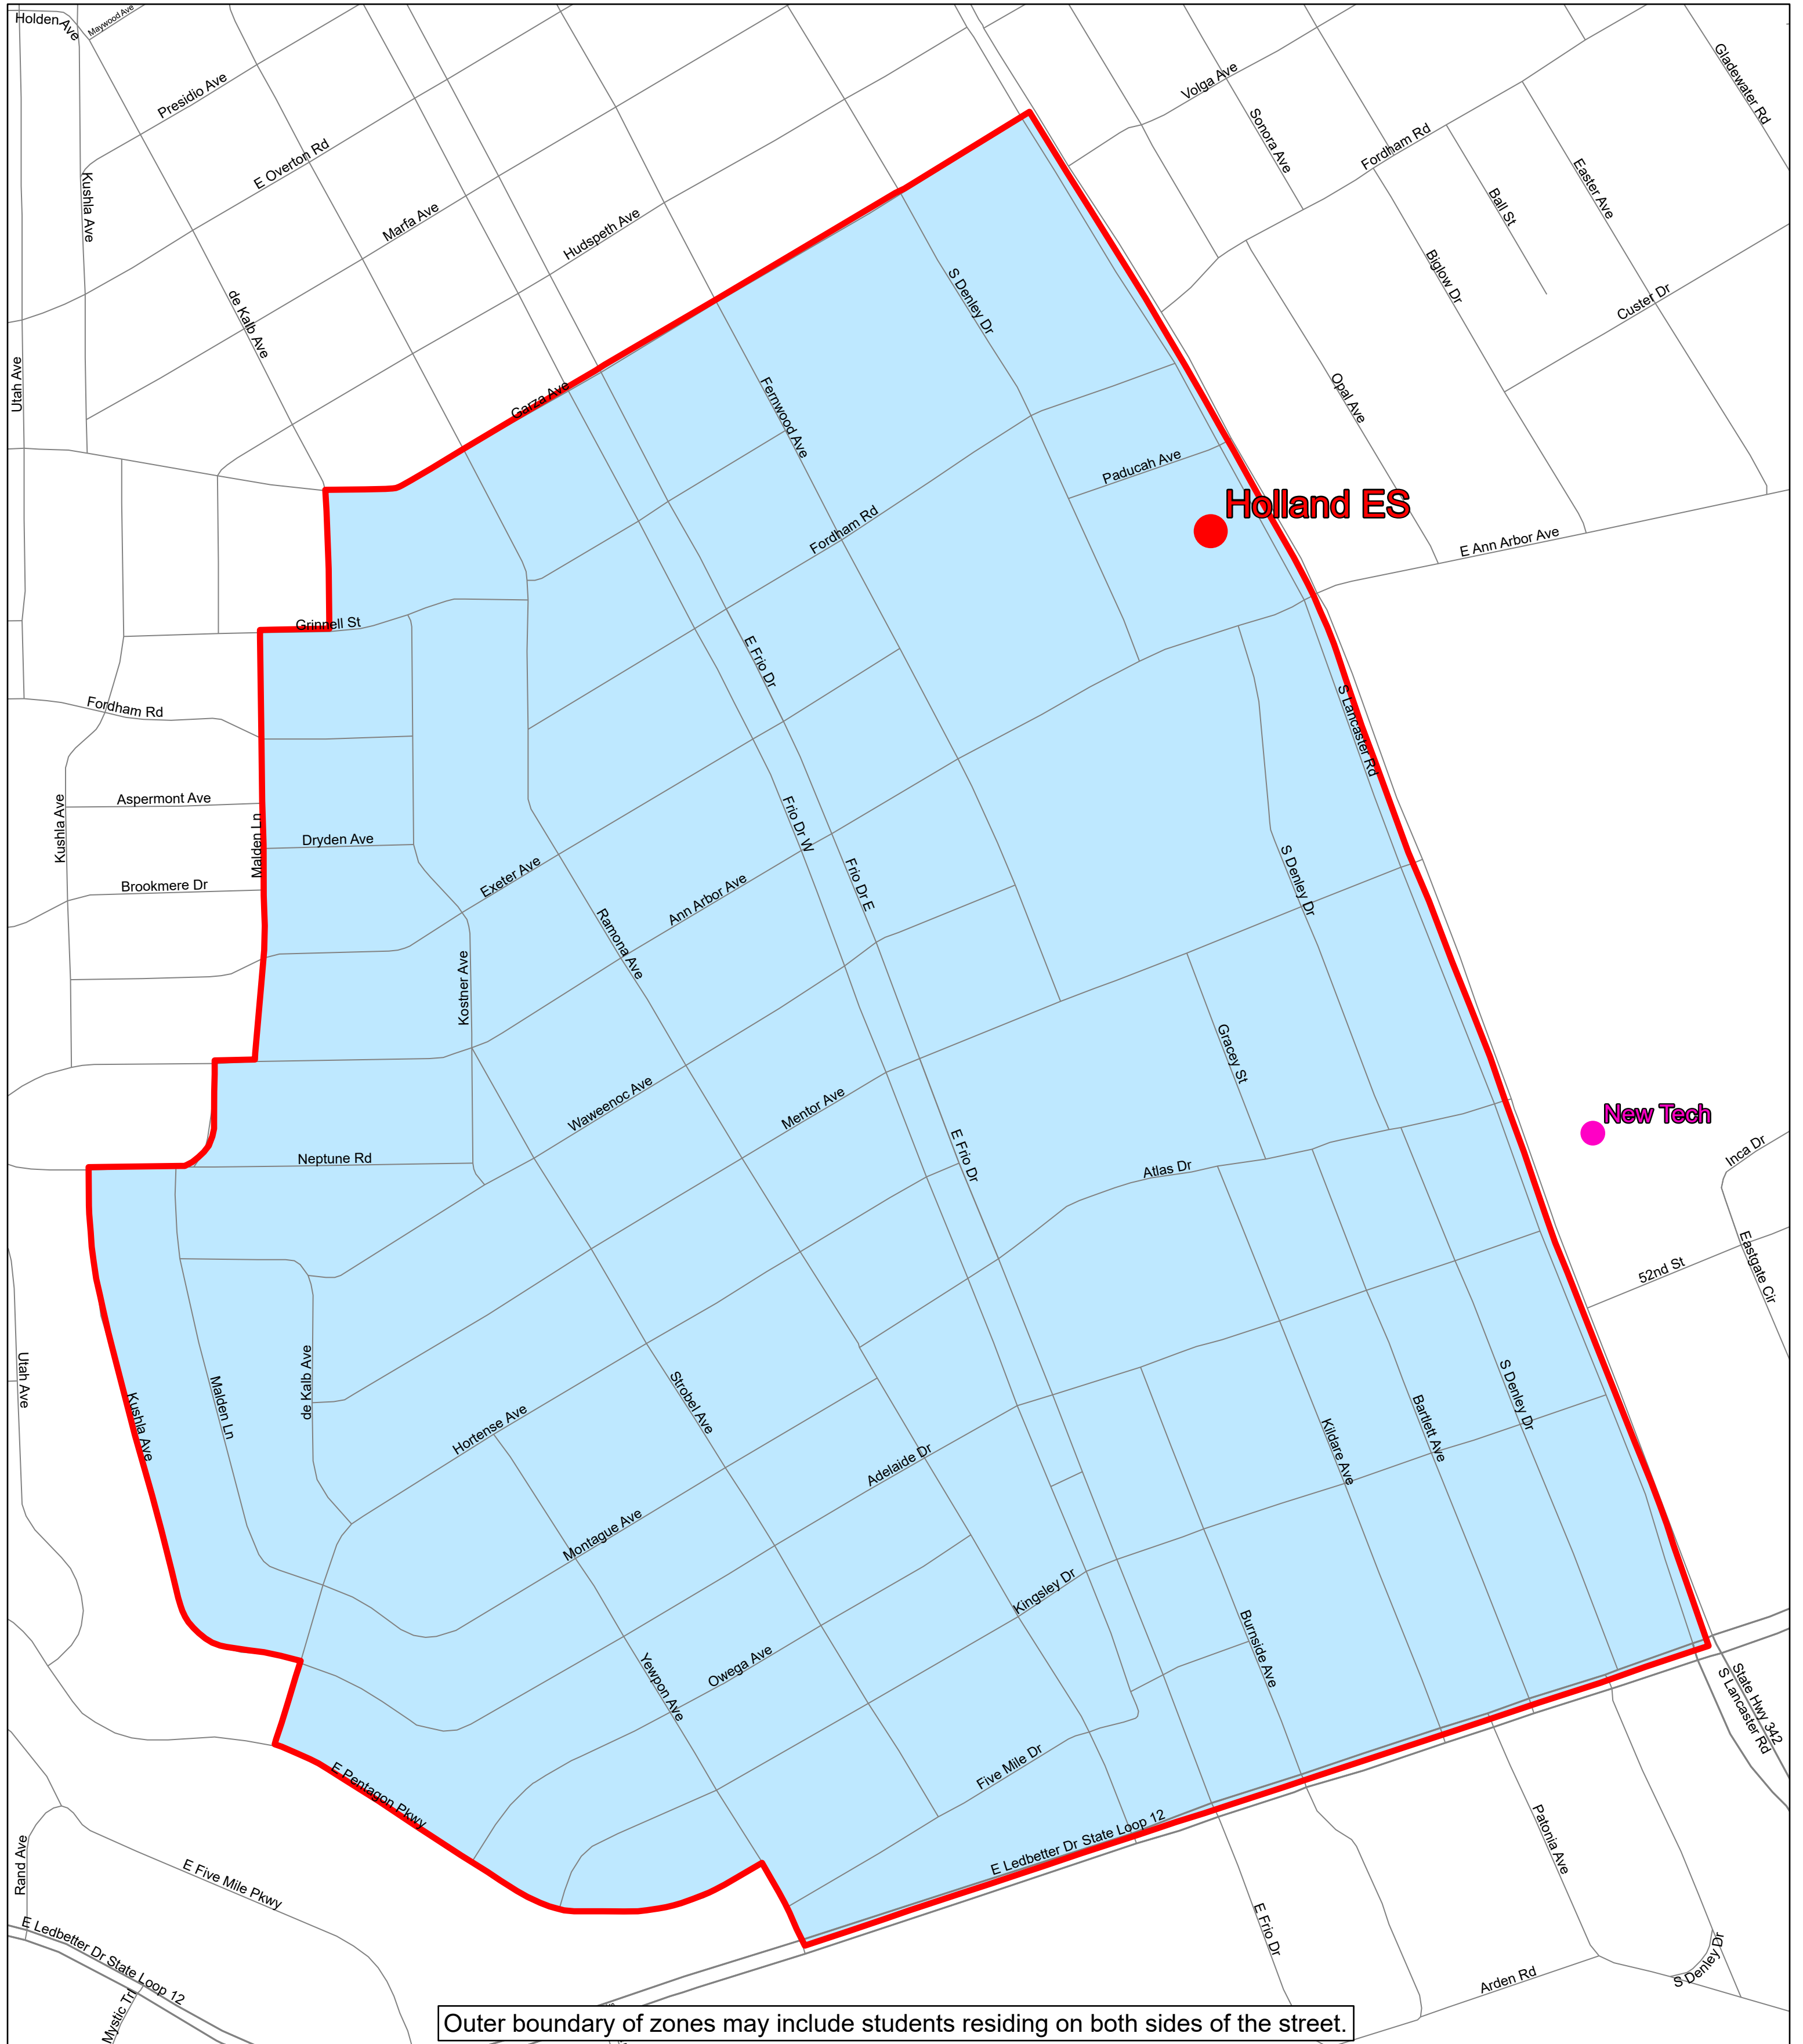 Holden Ave
Maywood Ave
Presidio Ave
E Overton Rd
Kushla Ave
Marfa Ave
Hudspeth Ave
Volga Ave
Sonora Ave
Fordham Rd
Gladewater Rd
Ball St
Easter Ave
Biglow Dr
Custer Dr
de Kalb Ave
Utah Ave
S Denley Dr
Garza Ave
Fernwood Ave
Opal Ave
Paducah Ave
Holland ES
Fordham Rd
E Ann Arbor Ave
Grinnell St
E Frio Dr
Fordham Rd
S Lancaster Rd
Aspermont Ave
Kushla Ave
Malden Ln
Dryden Ave
Frio Dr W
Brookmere Dr
Exeter Ave
Ann Arbor Ave
Frio Dr E
S Denley Dr
Ramona Ave
Kostner Ave
Gracey St
Waweenoc Ave
Mentor Ave
New Tech
Neptune Rd
E Frio Dr
Atlas Dr
Inca Dr
Eastgate Cir
52nd St
Utah Ave
Kushla Ave
Malden Ln
de Kalb Ave
Strobel Ave
Hortense Ave
S Denley Dr
Bartlett Ave
Kildare Ave
Adelaide Dr
Montague Ave
Kingsley Dr
Burnside Ave
Owega Ave
Yewpon Ave
State Hwy 342
S Lancaster Rd
Five Mile Dr
E Pentagon Pkwy
E Ledbetter Dr State Loop 12
Patonia Ave
Rand Ave
E Five Mile Pkwy
E Ledbetter Dr State Loop 12
E Frio Dr
S Denley Dr
Arden Rd
Mystic Trl
Outer boundary of zones may include students residing on both sides of the street.